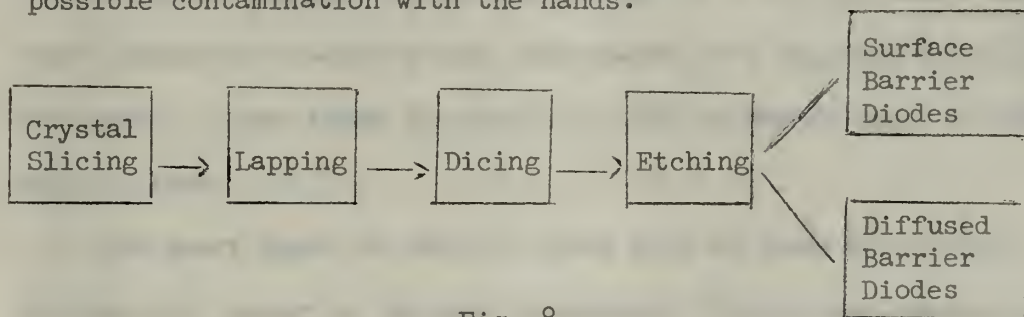 possible contamination with the hands.
Crystal
Slicing
Lapping
Dicing
Etching
Surface
Barrier
Diodes
Diffused
Barrier
Diodes
Fig. 8